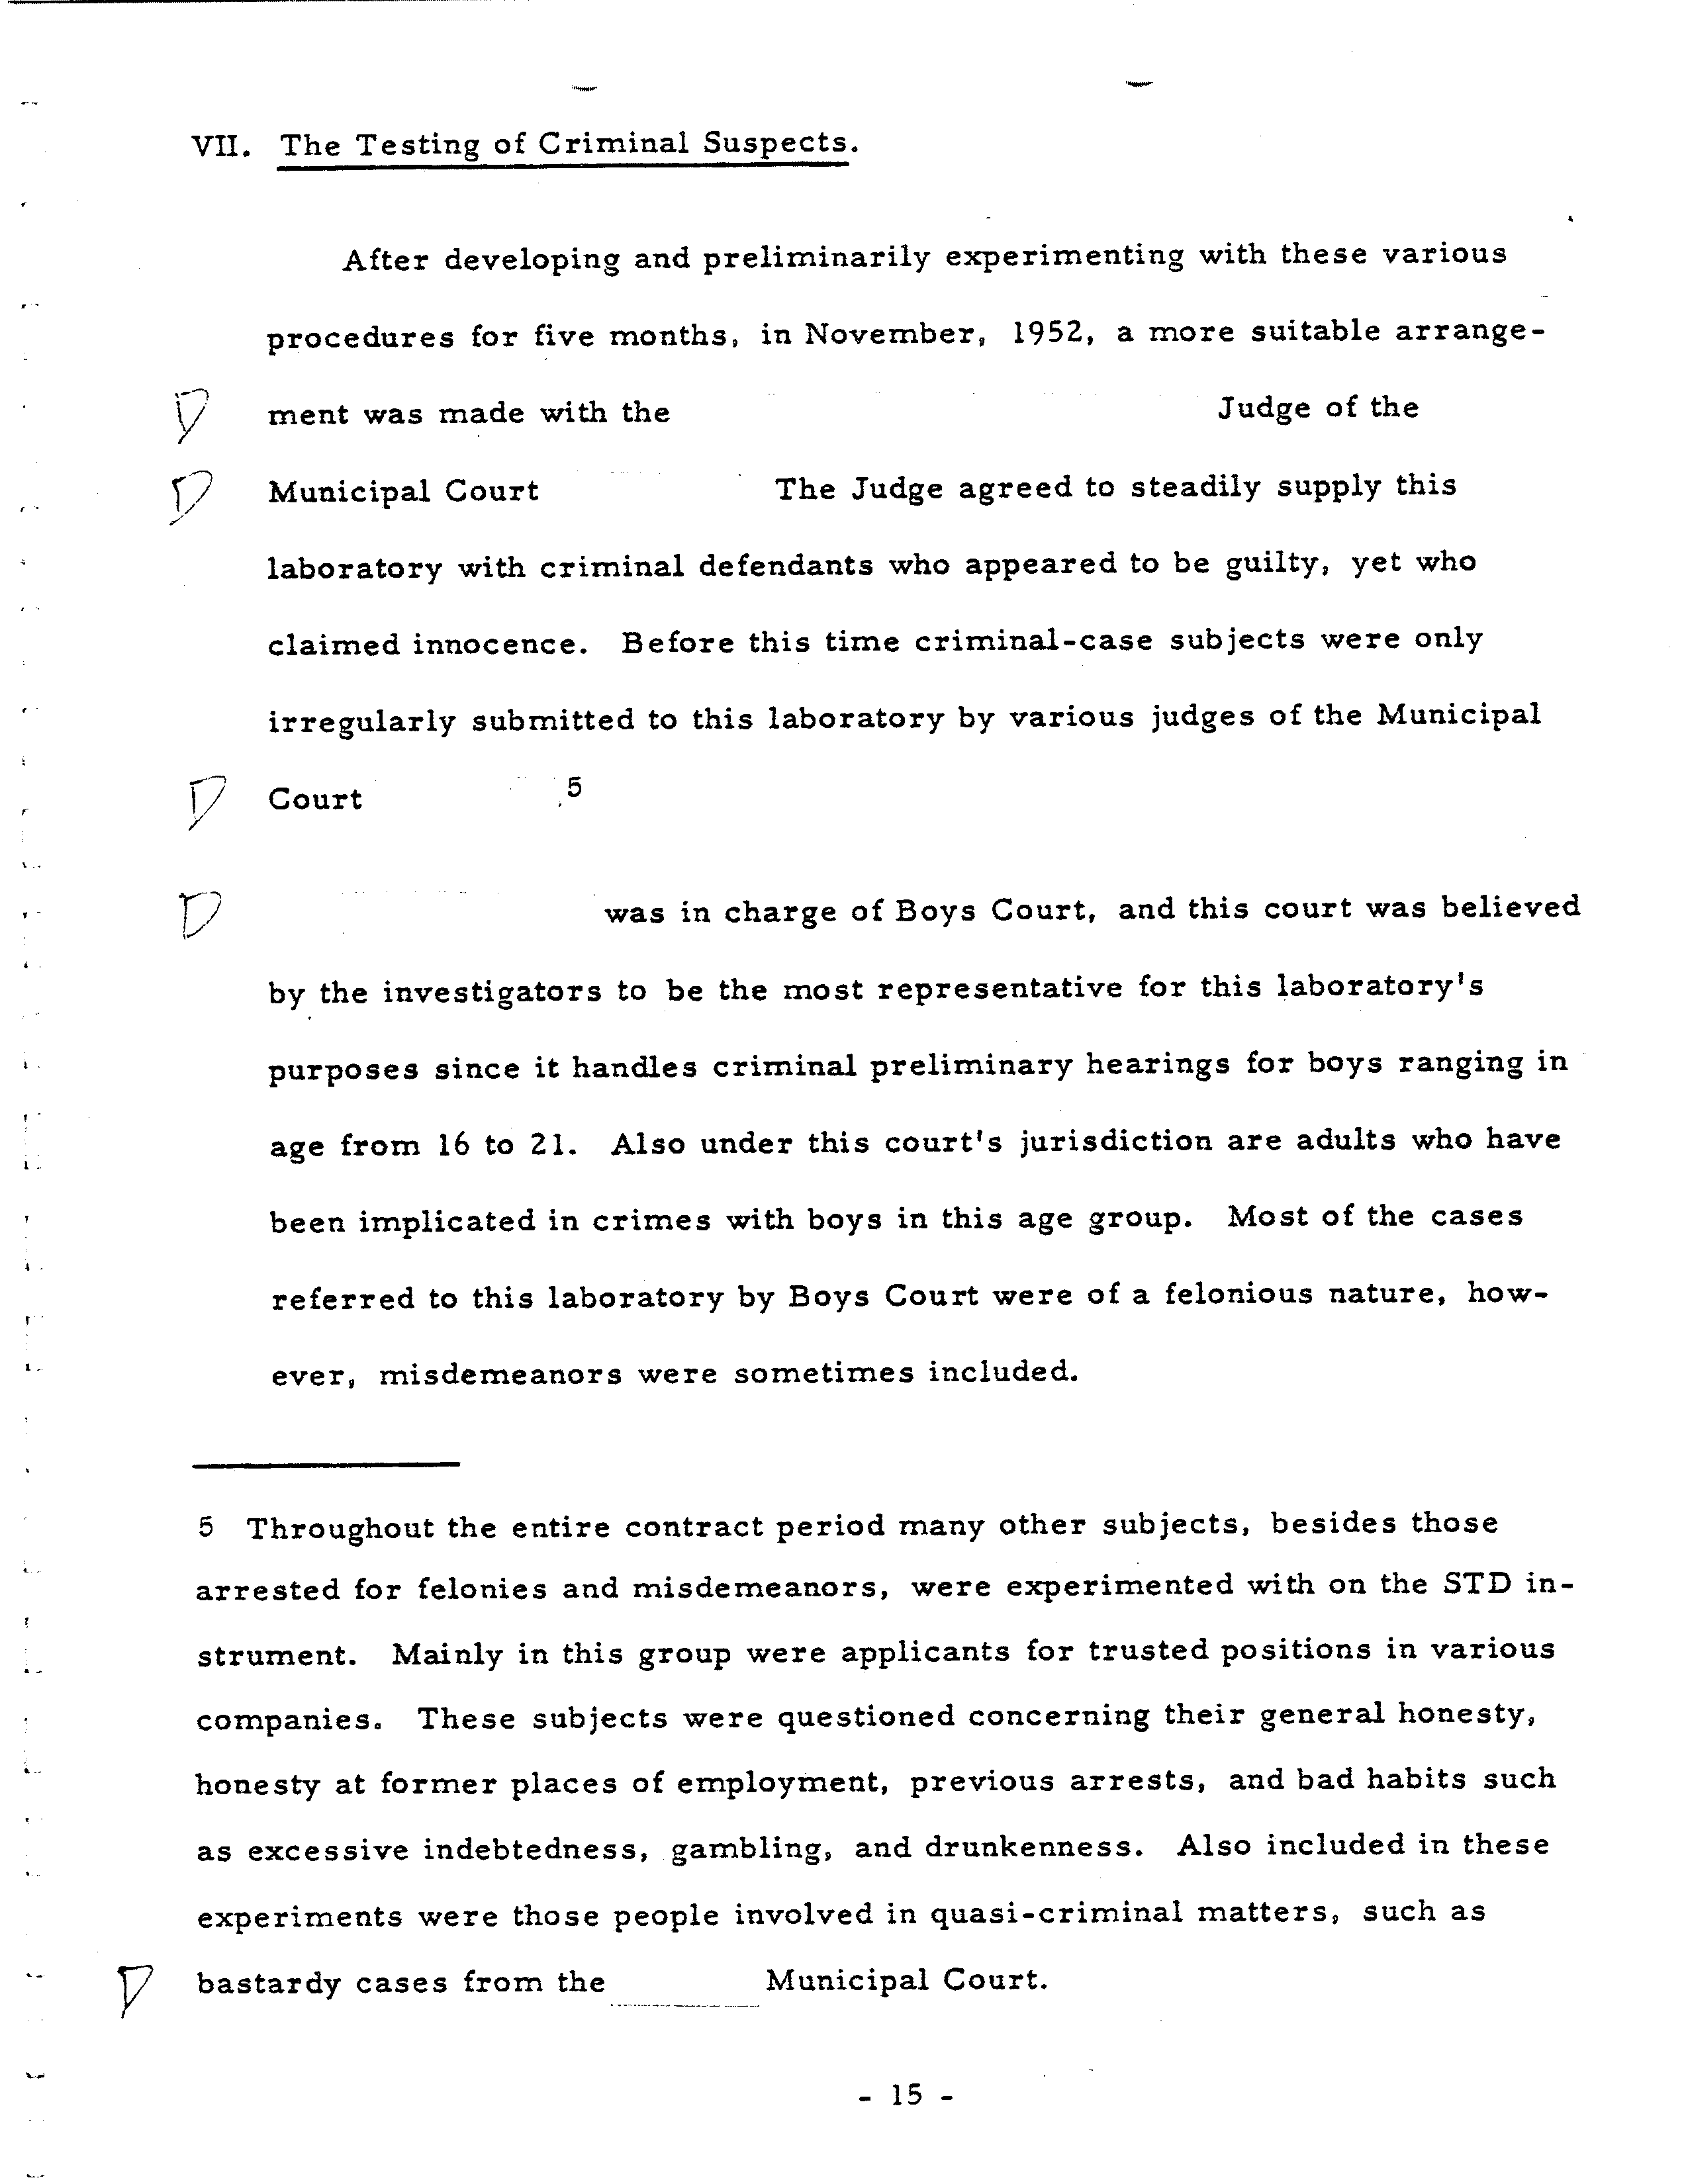 VII. The Testing of Criminal Suspects.
After developing and preliminarily experimenting with these various
procedures for five months, in November, 1952, a more suitable arrange-
ment was made with the Judge of the
Municipal Court The Judge agreed to steadily supply this
laboratory with criminal defendants who appeared to be guilty, yet who
claimed innocence. Before this time criminal-case subjects were only
irregularly submitted to this laboratory by various judges of the Municipal
Court 5
was in charge of Boys Court, and this court was believed
by the investigators to be the most representative for this laboratory's
purposes since it handles criminal preliminary hearings for boys ranging in
age from 16 to 21. Also under this court's jurisdiction are adults who have
been implicated in crimes with boys in this age group. Most of the cases
referred to this laboratory by Boys Court were of a felonious nature, how-
ever, misdemeanors were sometimes included.
5 Throughout the entire contract period many other subjects, besides those
arrested for felonies and misdemeanors, were experimented with on the STD in-
strument. Mainly in this group were applicants for trusted positions in various
companies. These subjects were questioned concerning their general honesty,
honesty at former places of employment, previous arrests, and bad habits such
as excessive indebtedness, gambling, and drunkenness. Also included in these
experiments were those people involved in quasi-criminal matters, such as
bastardy cases from the Municipal Court.
- 15 -